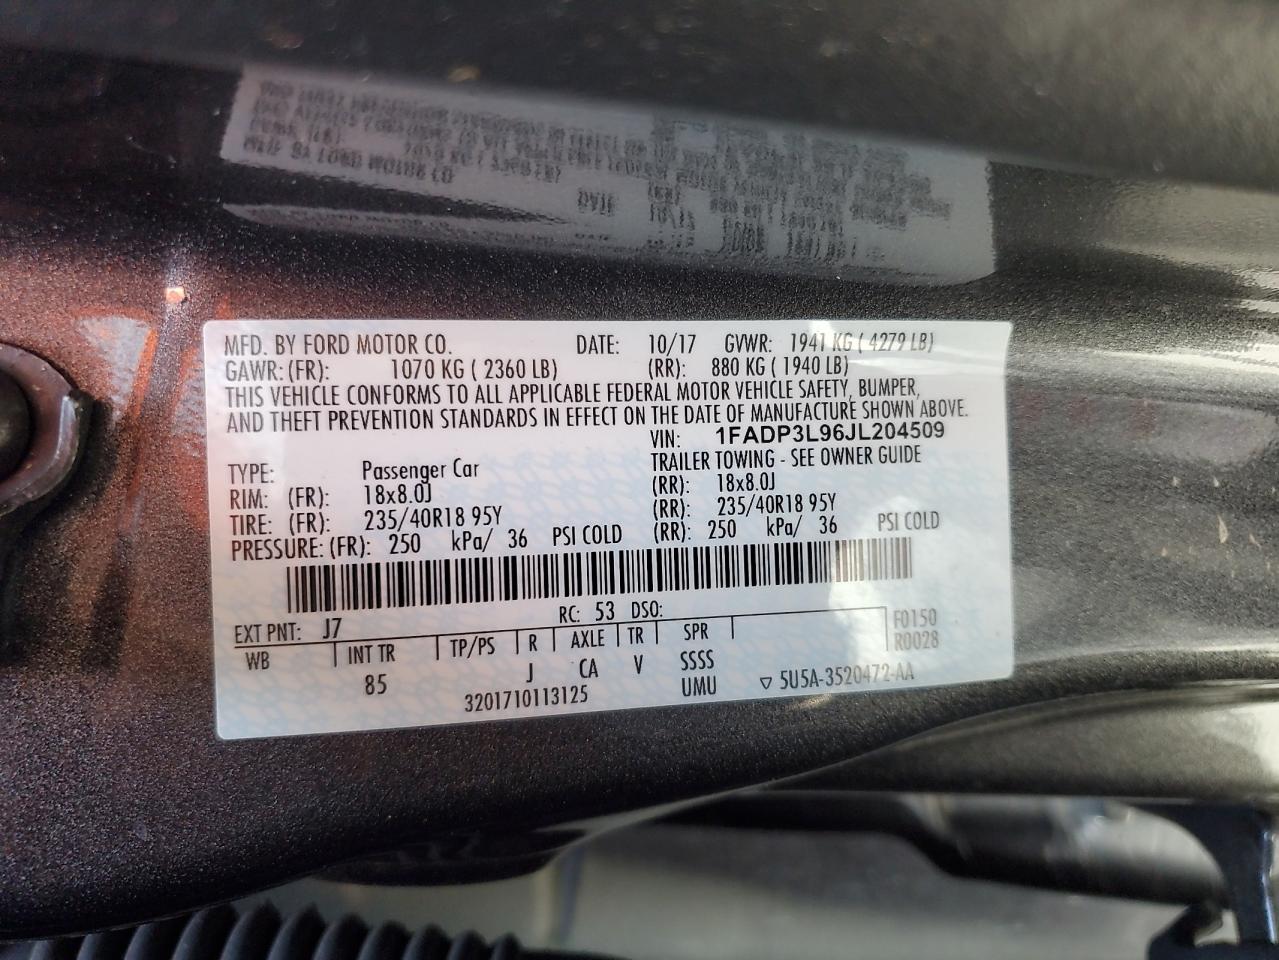 MFD. BY FORD MOTOR CO. DATE: 10/17 GVWR: 1941 KG ( 4279 LB)
GAWR: (FR): 1070 KG ( 2360 LB) (RR): 880 KG ( 1940 LB)
THIS VEHICLE CONFORMS TO ALL APPLICABLE FEDERAL MOTOR VEHICLE SAFETY, BUMPER,
AND THEFT PREVENTION STANDARDS IN EFFECT ON THE DATE OF MANUFACTURE SHOWN ABOVE.
VIN: 1FADP3L96JL204509
TYPE: Passenger Car TRAILER TOWING - SEE OWNER GUIDE
RIM: (FR): 18x8.0J (RR): 18x8.0J
TIRE: (FR): 235/40R18 95Y (RR): 235/40R18 95Y
PRESSURE: (FR): 250 kPa/ 36 PSI COLD (RR): 250 kPa/ 36 PSI COLD
EXT PNT: J7 RC: 53 DSO: F0150
WB INT TR TP/PS R AXLE TR SPR R0028
85 J CA V SSSS
3201710113125 UMU ▽ 5U5A-3520472-AA